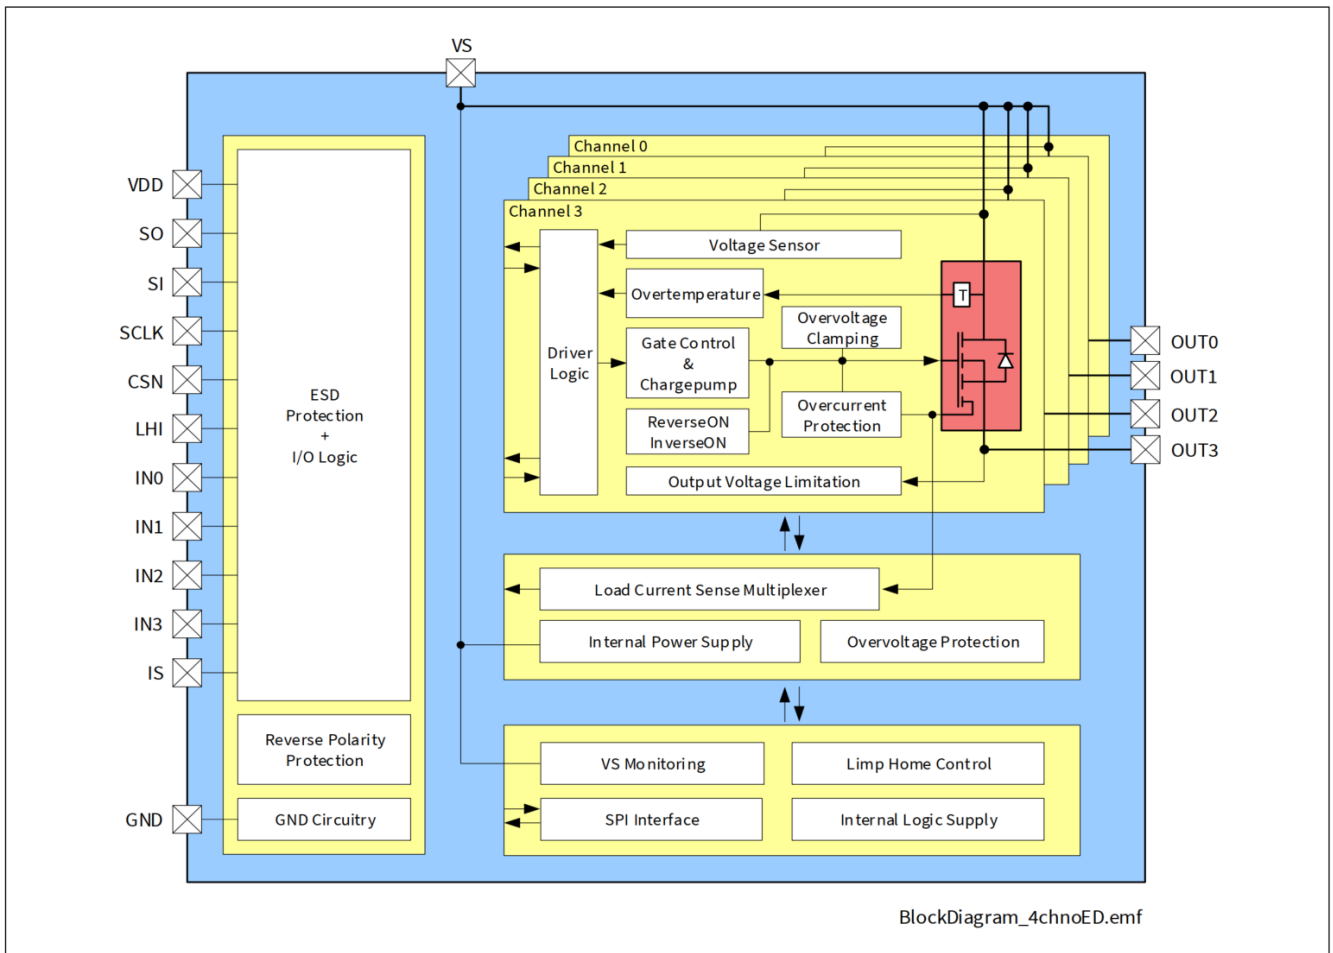 VS
Channel 0
Channel 1
Channel 2
Channel 3
VDD
SO
SI
SCLK
CSN
LHI
IN0
IN1
IN2
IN3
IS
GND
ESD
Protection
+
I/O Logic
Reverse Polarity
Protection
GND Circuitry
Driver
Logic
Voltage Sensor
Overtemperature
T
Overvoltage
Clamping
Gate Control
&
Chargepump
ReverseON
InverseON
Overcurrent
Protection
Output Voltage Limitation
OUT0
OUT1
OUT2
OUT3
Load Current Sense Multiplexer
Internal Power Supply
Overvoltage Protection
VS Monitoring
Limp Home Control
SPI Interface
Internal Logic Supply
BlockDiagram_4chnoED.emf